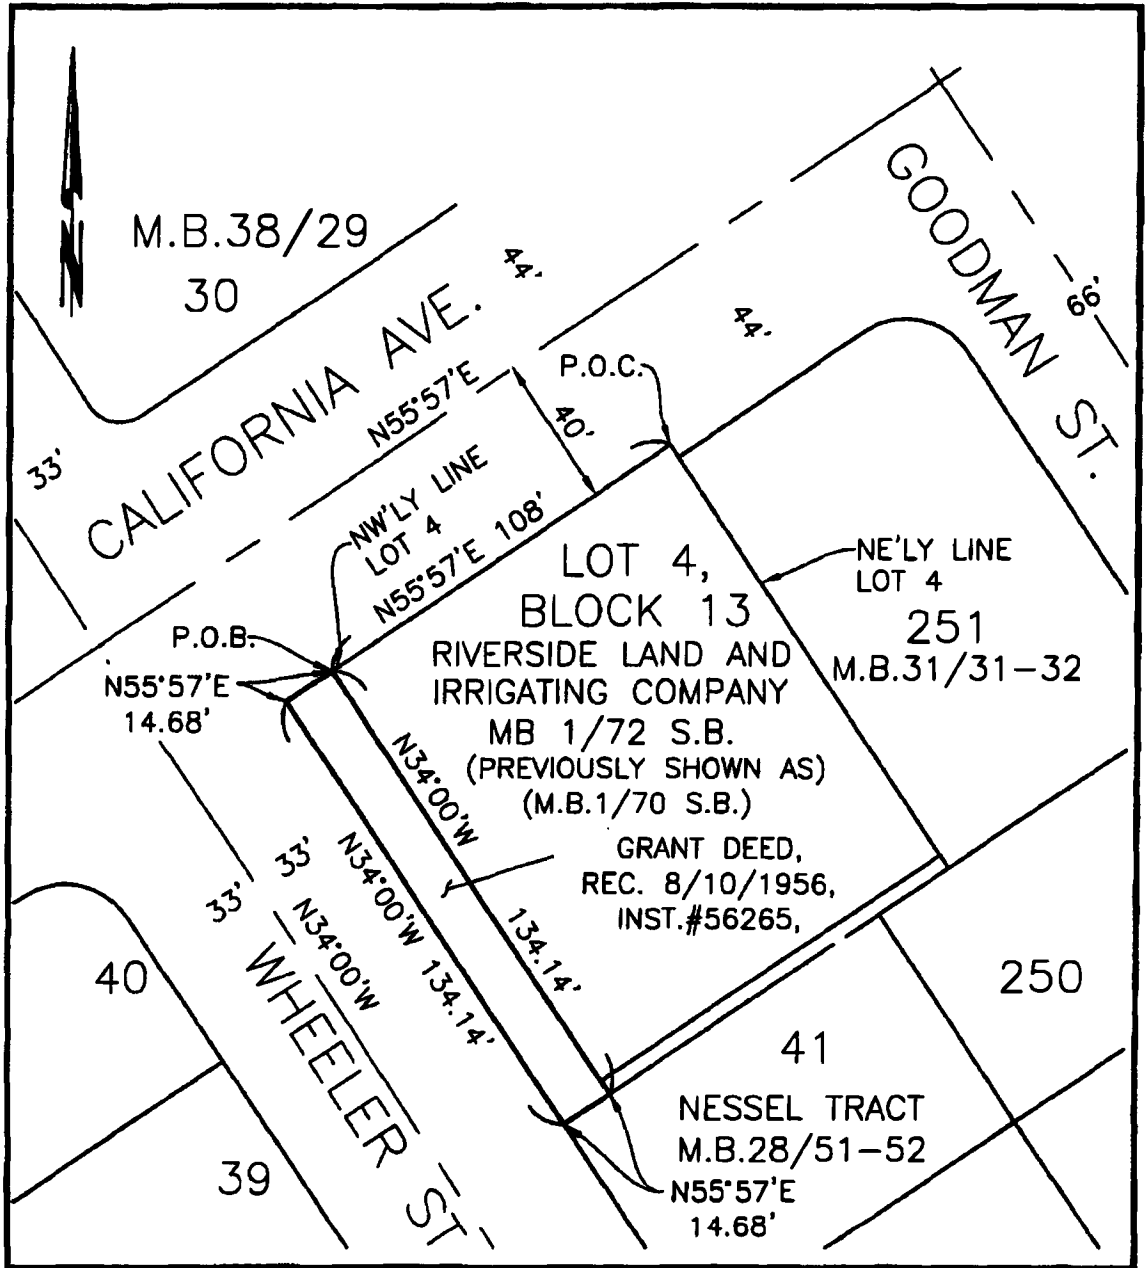 N
M.B.38/29
30
44'
GOODMAN ST.
66'
44'
CALIFORNIA AVE.
N55°57'E
P.O.C.
40'
33'
NW'LY LINE
LOT 4
N55°57'E 108'
LOT 4,
BLOCK 13
RIVERSIDE LAND AND
IRRIGATING COMPANY
MB 1/72 S.B.
(PREVIOUSLY SHOWN AS)
(M.B.1/70 S.B.)
NE'LY LINE
LOT 4
251
M.B.31/31-32
P.O.B.
N55°57'E
14.68'
N34°00'W
134.14'
GRANT DEED,
REC. 8/10/1956,
INST.#56265,
N34°00'W 134.14'
33'
33'
N34°00'W
WHEELER ST
40
39
250
41
NESSEL TRACT
M.B.28/51-52
N55°57'E
14.68'